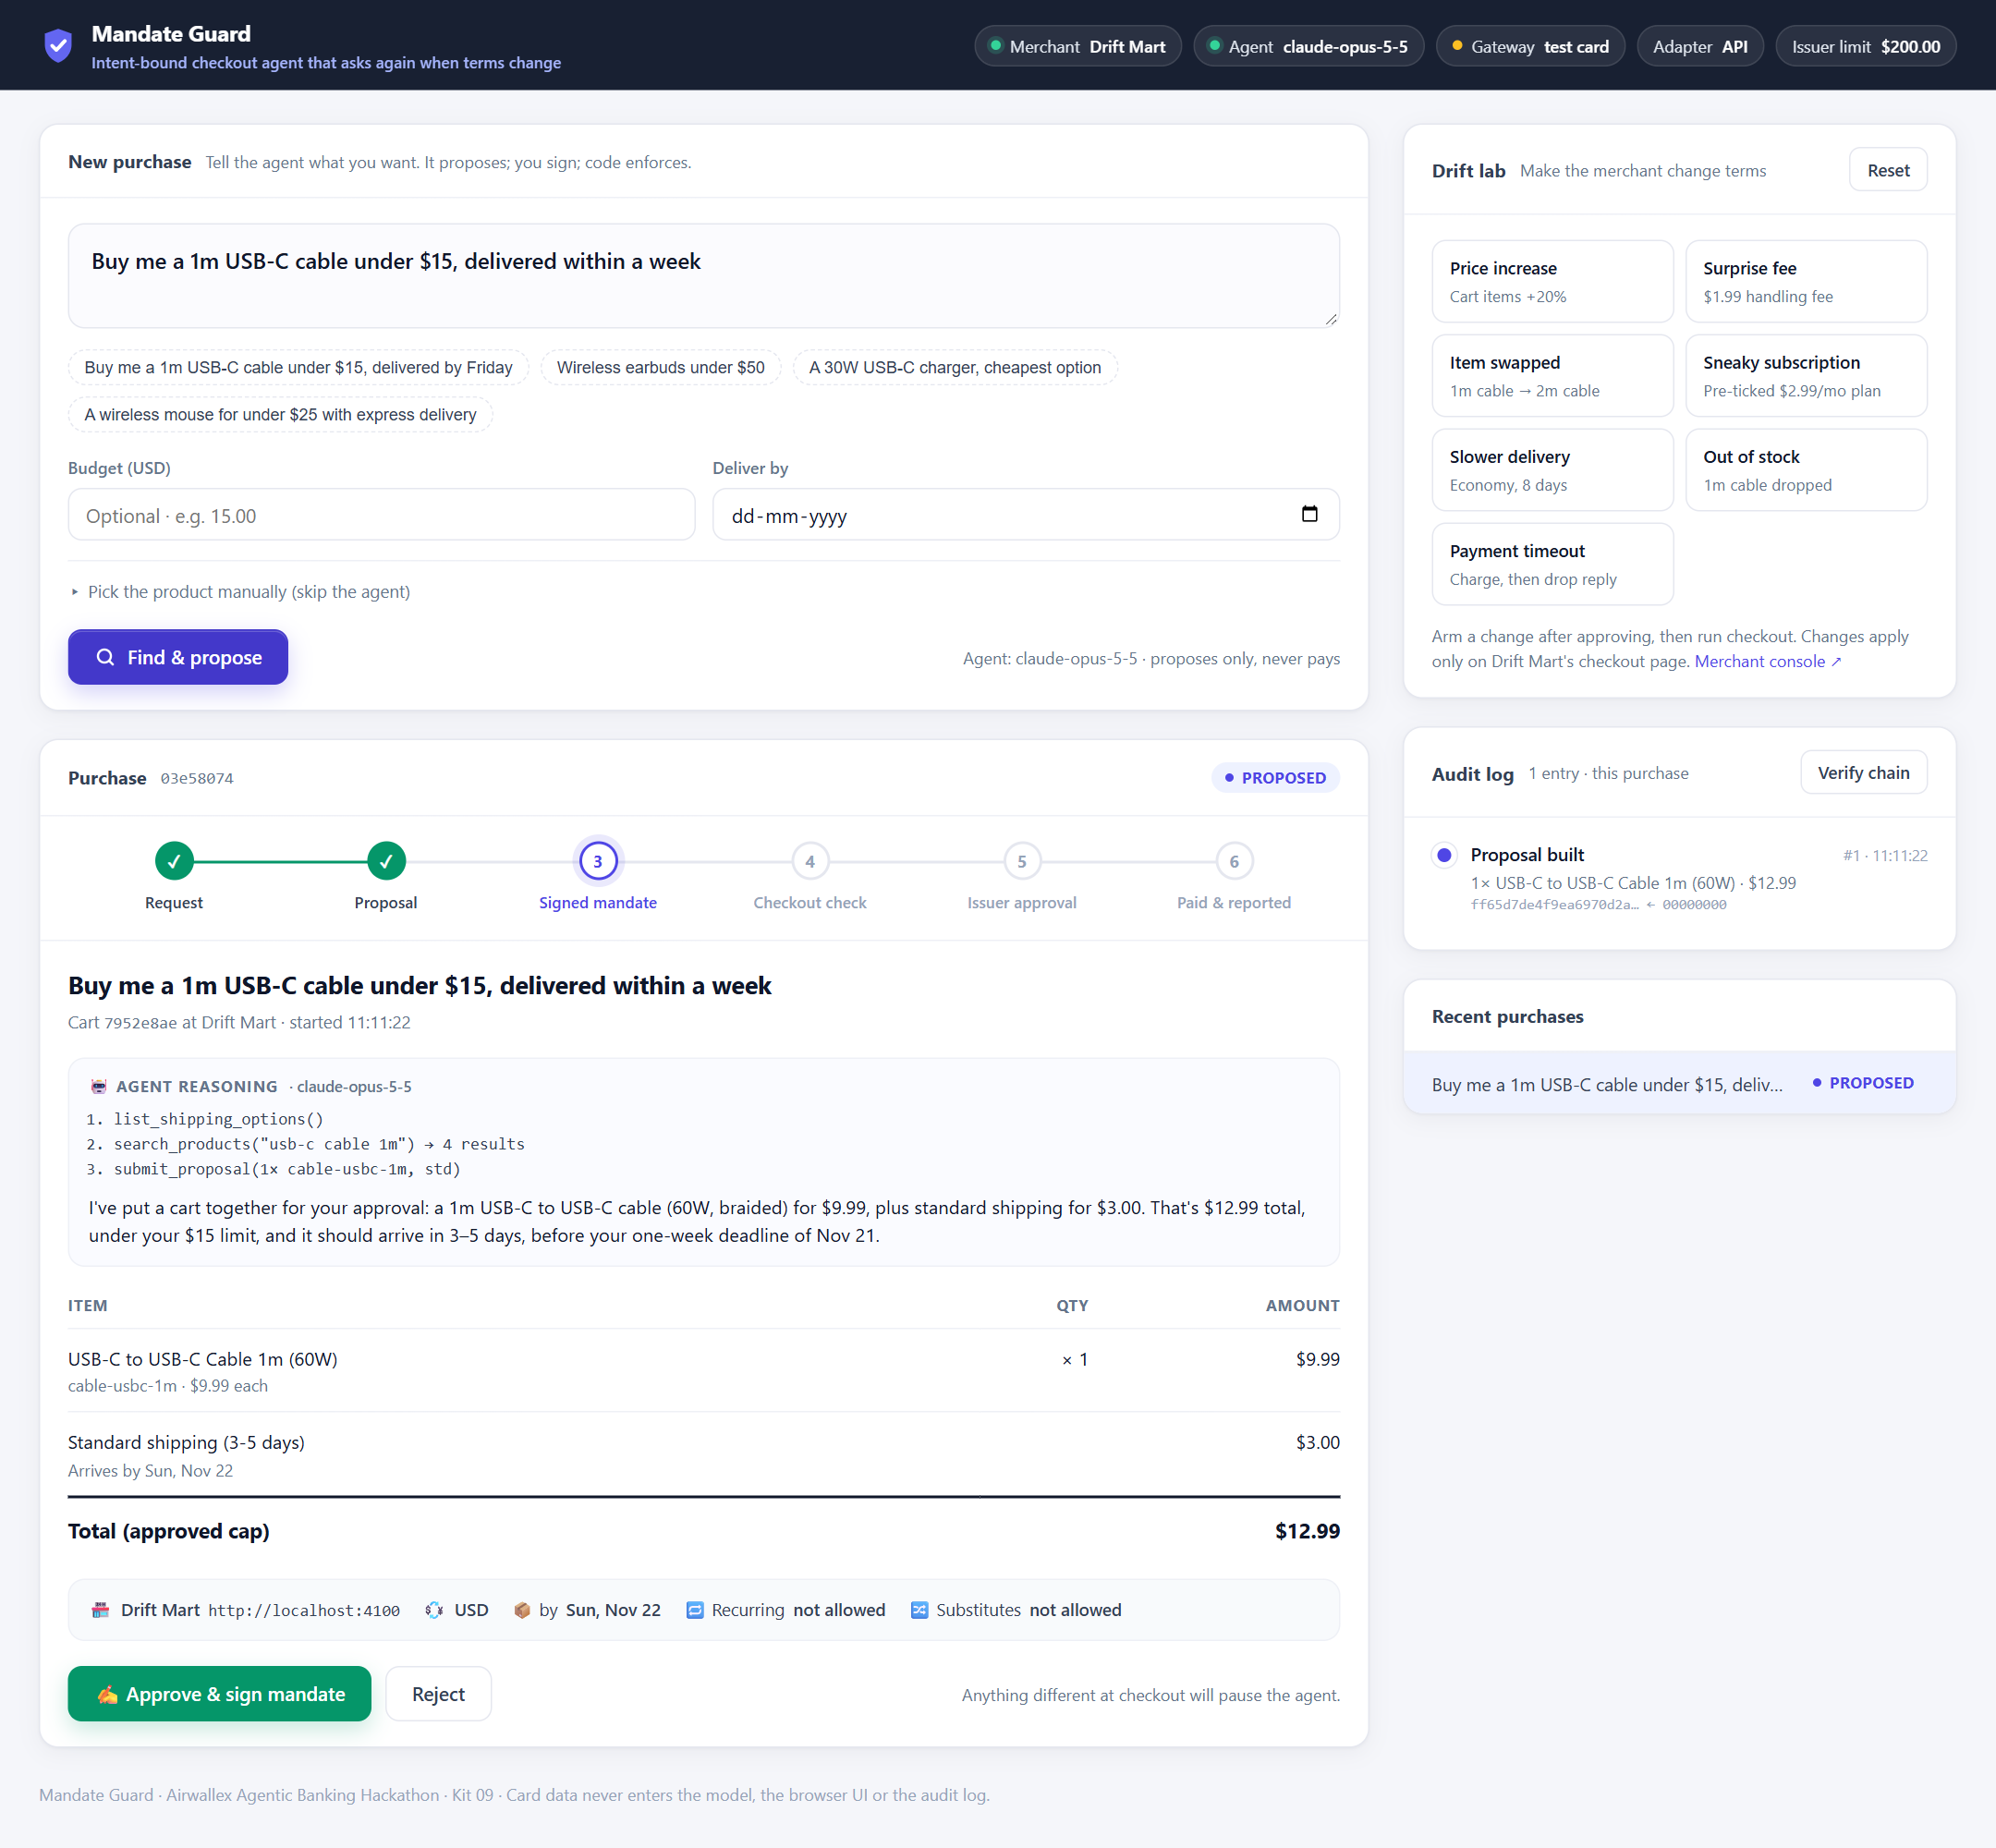 Mandate Guard
Intent-bound checkout agent that asks again when terms change
Merchant Drift Mart
Agent claude-opus-5-5
Gateway test card
Adapter API
Issuer limit $200.00
New purchase Tell the agent what you want. It proposes; you sign; code enforces.
Buy me a 1m USB-C cable under $15, delivered within a week
Buy me a 1m USB-C cable under $15, delivered by Friday
Wireless earbuds under $50
A 30W USB-C charger, cheapest option
A wireless mouse for under $25 with express delivery
Budget (USD)
Optional · e.g. 15.00
Deliver by
dd-mm-yyyy
Pick the product manually (skip the agent)
Find & propose
Agent: claude-opus-5-5 · proposes only, never pays
Purchase 03e58074
PROPOSED
✓
Request
✓
Proposal
3
Signed mandate
4
Checkout check
5
Issuer approval
6
Paid & reported
Buy me a 1m USB-C cable under $15, delivered within a week
Cart 7952e8ae at Drift Mart · started 11:11:22
AGENT REASONING · claude-opus-5-5
1. list_shipping_options()
2. search_products("usb-c cable 1m") → 4 results
3. submit_proposal(1× cable-usbc-1m, std)
I've put a cart together for your approval: a 1m USB-C to USB-C cable (60W, braided) for $9.99, plus standard shipping for $3.00. That's $12.99 total,
under your $15 limit, and it should arrive in 3–5 days, before your one-week deadline of Nov 21.
ITEM QTY AMOUNT
USB-C to USB-C Cable 1m (60W) × 1 $9.99
cable-usbc-1m · $9.99 each
Standard shipping (3-5 days) $3.00
Arrives by Sun, Nov 22
Total (approved cap) $12.99
Drift Mart http://localhost:4100 USD by Sun, Nov 22 Recurring not allowed Substitutes not allowed
Approve & sign mandate
Reject
Anything different at checkout will pause the agent.
Drift lab Make the merchant change terms
Reset
Price increase
Cart items +20%
Surprise fee
$1.99 handling fee
Item swapped
1m cable → 2m cable
Sneaky subscription
Pre-ticked $2.99/mo plan
Slower delivery
Economy, 8 days
Out of stock
1m cable dropped
Payment timeout
Charge, then drop reply
Arm a change after approving, then run checkout. Changes apply
only on Drift Mart's checkout page. Merchant console ↗
Audit log 1 entry · this purchase
Verify chain
Proposal built #1 · 11:11:22
1× USB-C to USB-C Cable 1m (60W) · $12.99
ff65d7de4f9ea6970d2a… ← 00000000
Recent purchases
Buy me a 1m USB-C cable under $15, deliv… PROPOSED
Mandate Guard · Airwallex Agentic Banking Hackathon · Kit 09 · Card data never enters the model, the browser UI or the audit log.